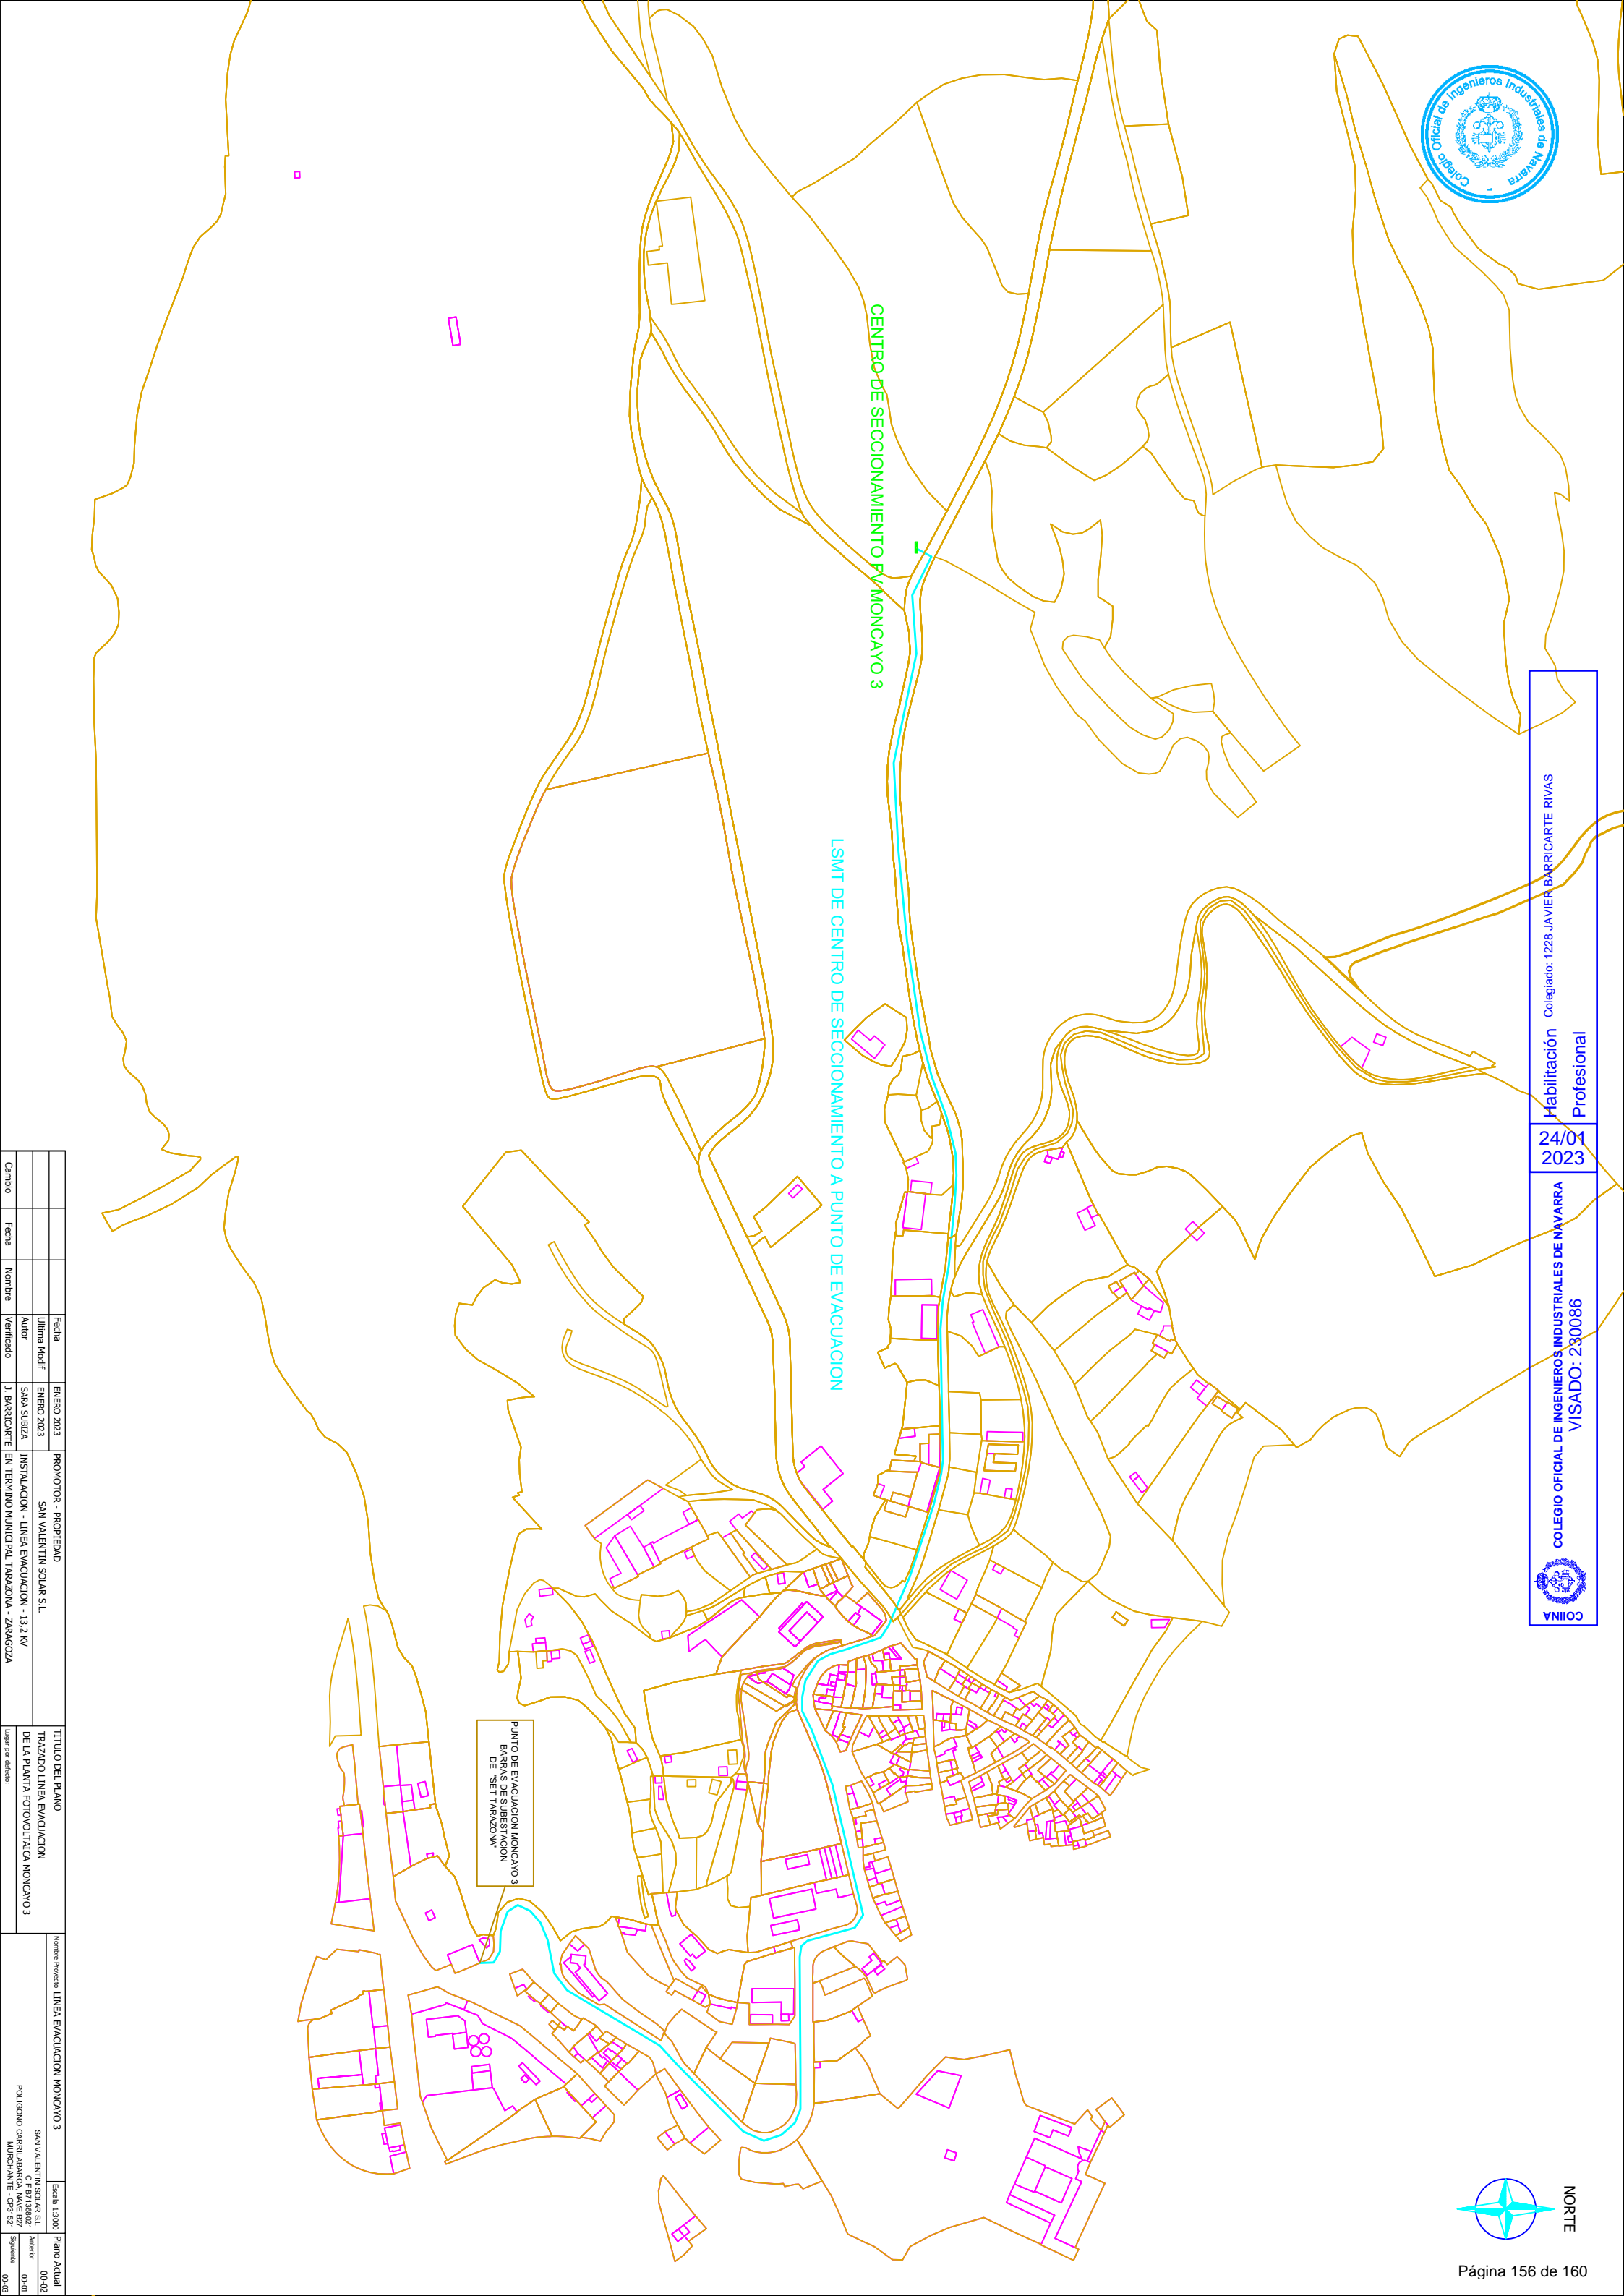 Colegio Oficial de Ingenieros Industriales de Navarra
CENTRO DE SECCIONAMIENTO FV MONCAYO 3
LSMT DE CENTRO DE SECCIONAMIENTO A PUNTO DE EVACUACION
PUNTO DE EVACUACION MONCAYO 3
BARRAS DE SUBESTACION
DE "SET TARAZONA"
Habilitación Colegiado: 1228 JAVIER BARRICARTE RIVAS
Profesional
24/01
2023
COLEGIO OFICIAL DE INGENIEROS INDUSTRIALES DE NAVARRA
VISADO: 230086
COIINA
NORTE
Cambio
Fecha
Nombre
Fecha
ENERO 2023
Ultima Modif
ENERO 2023
Autor
SARA SUBIZA
Verificado
J. BARRICARTE
PROMOTOR - PROPIEDAD
SAN VALENTIN SOLAR S.L.
INSTALACION - LINEA EVACUACION - 13,2 KV
EN TERMINO MUNICIPAL TARAZONA - ZARAGOZA
TITULO DEL PLANO
TRAZADO LINEA EVACUACION
DE LA PLANTA FOTOVOLTAICA MONCAYO 3
Lugar por defecto:
Nombre Proyecto: LINEA EVACUACION MONCAYO 3
SAN VALENTIN SOLAR S.L.
CIF B71398021
POLIGONO CARRILABARCA, NAVE B27
MURCHANTE - CP31521
Escala 1:3000
Plano Actual
00-02
Anterior
00-01
Siguiente
00-03
Página 156 de 160